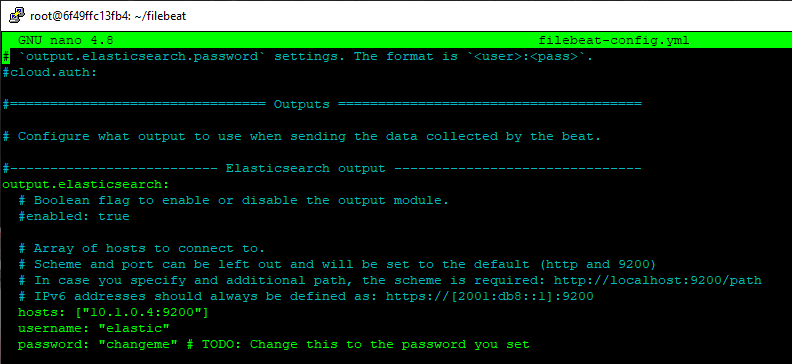 root@6f49ffc13fb4: ~/filebeat
GNU nano 4.8 filebeat-config.yml
# `output.elasticsearch.password` settings. The format is `<user>:<pass>`.
#cloud.auth:
#================================ Outputs ======================================
# Configure what output to use when sending the data collected by the beat.
#-------------------------- Elasticsearch output -------------------------------
output.elasticsearch:
# Boolean flag to enable or disable the output module.
#enabled: true
# Array of hosts to connect to.
# Scheme and port can be left out and will be set to the default (http and 9200)
# In case you specify and additional path, the scheme is required: http://localhost:9200/path
# IPv6 addresses should always be defined as: https://[2001:db8::1]:9200
hosts: ["10.1.0.4:9200"]
username: "elastic"
password: "changeme" # TODO: Change this to the password you set